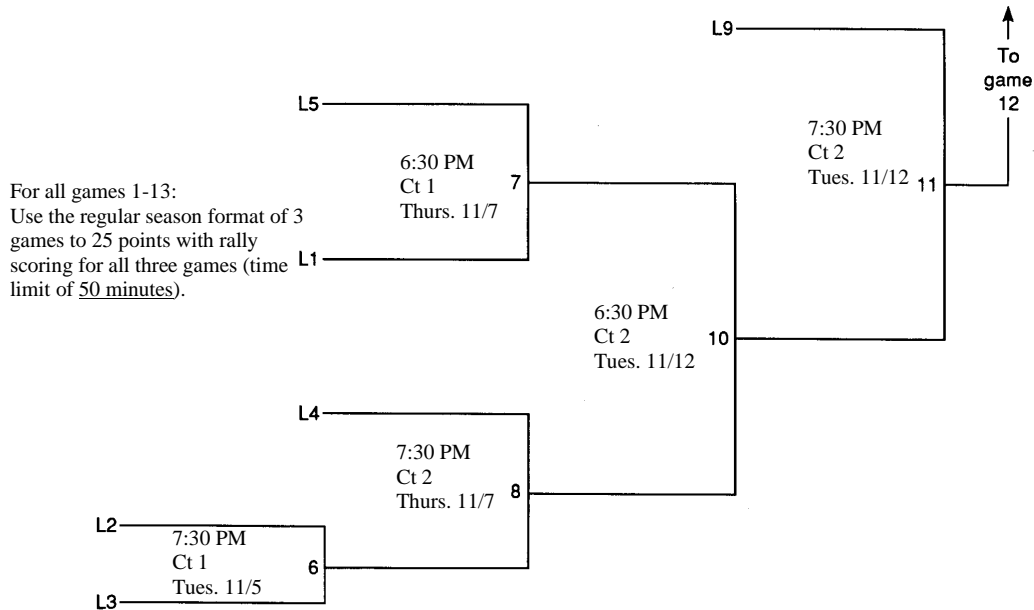 L9
To
game
12
L5
7:30 PM
Ct 2
Tues. 11/12
11
6:30 PM
Ct 1
Thurs. 11/7
7
For all games 1-13:
Use the regular season format of 3
games to 25 points with rally
scoring for all three games (time
limit of 50 minutes).
L1
6:30 PM
Ct 2
Tues. 11/12
10
L4
7:30 PM
Ct 2
Thurs. 11/7
8
L2
7:30 PM
Ct 1
Tues. 11/5
6
L3